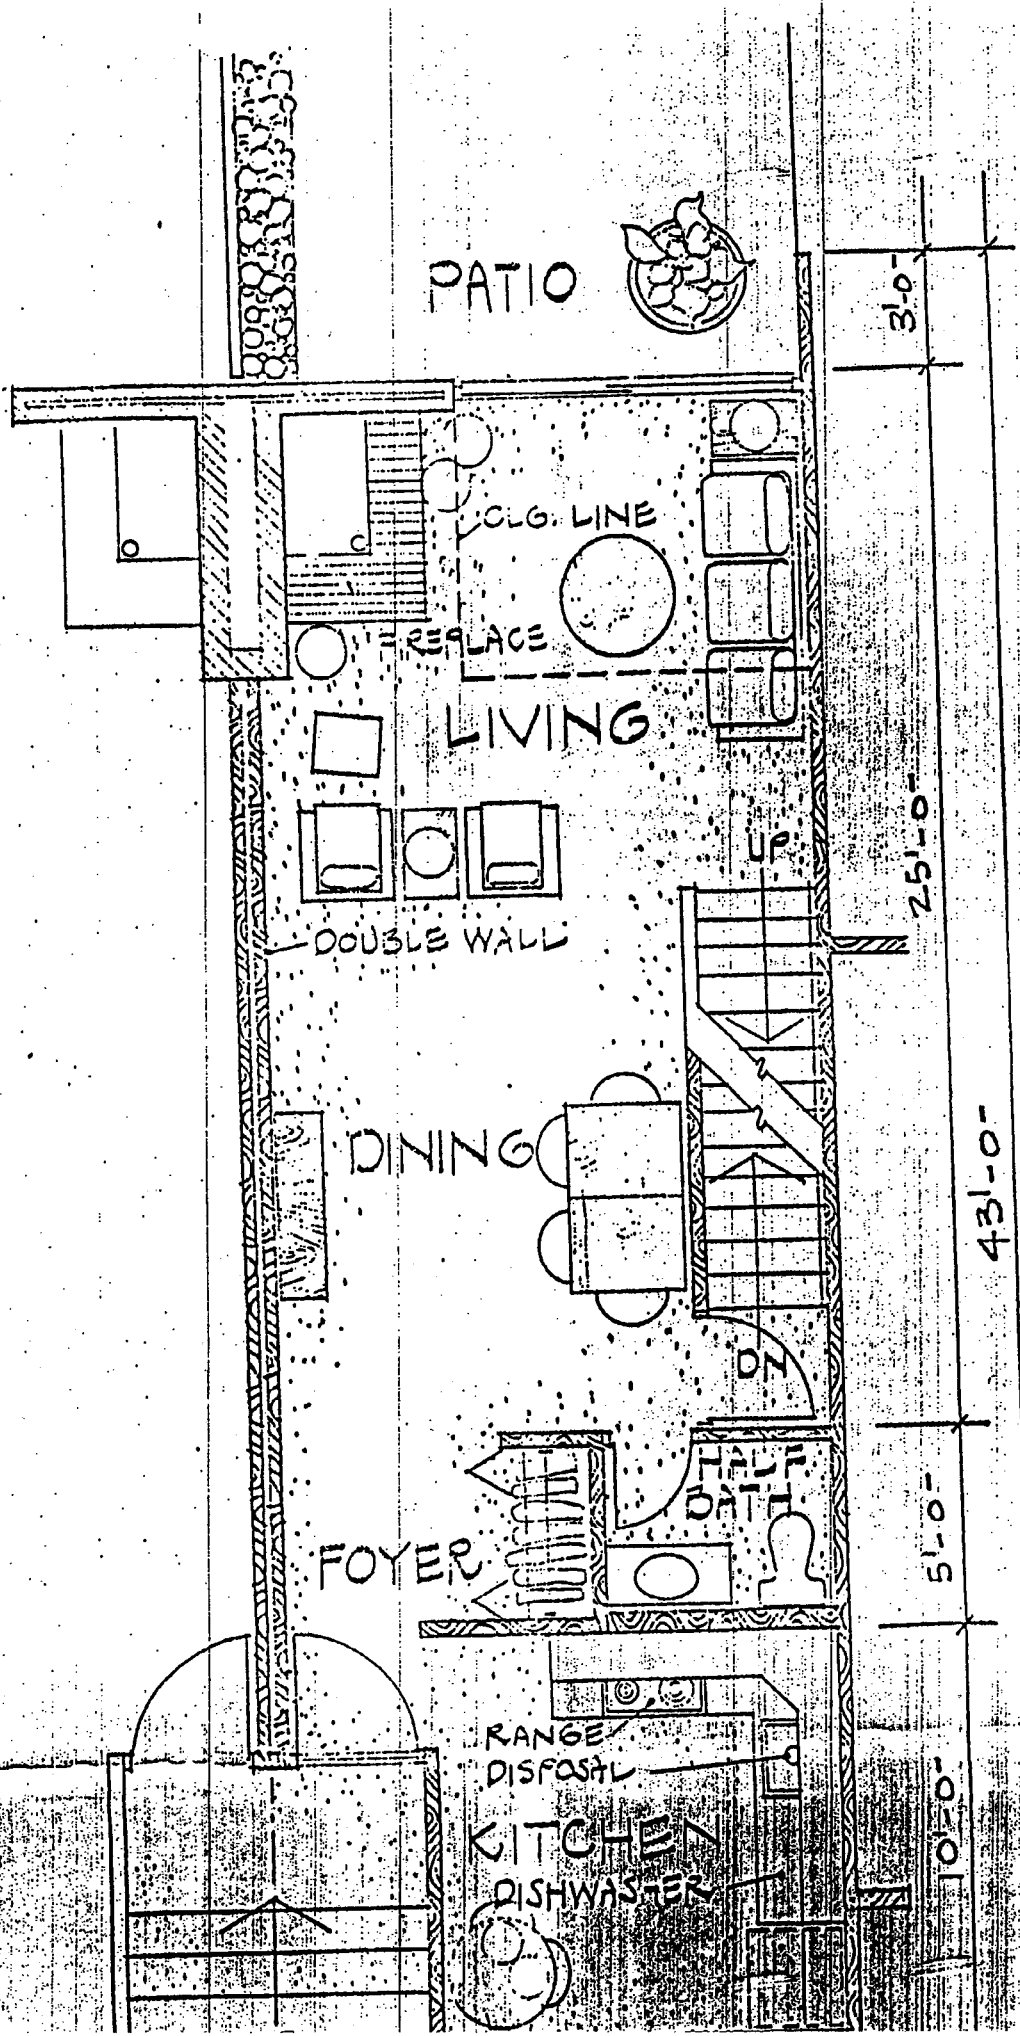 PATIO
3'-0"
CLG. LINE
FIREPLACE
LIVING
UP
25'-0"
DOUBLE WALL
DINING
43'-0"
DN
HALF
BATH
FOYER
5'-0"
RANGE
DISPOSAL
KITCHEN
10'-0"
DISHWASHER